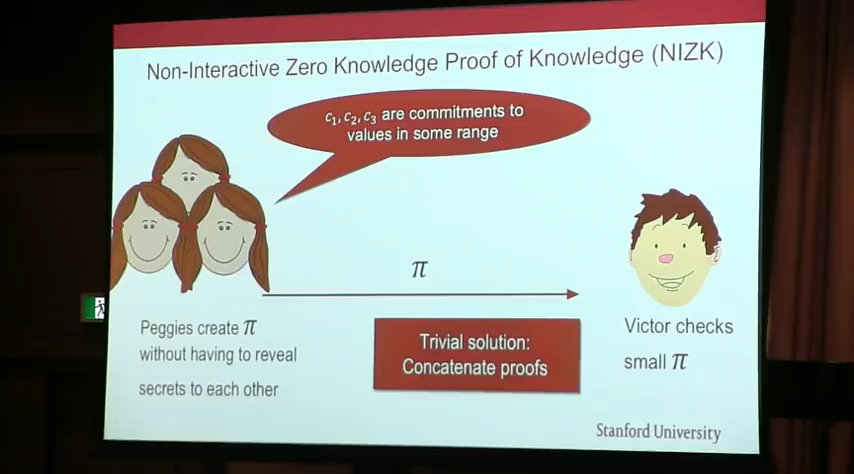 Non-Interactive Zero Knowledge Proof of Knowledge (NIZK)
c₁, c₂, c₃ are commitments to
values in some range
π
Peggies create π
without having to reveal
secrets to each other
Trivial solution:
Concatenate proofs
Victor checks
small π
Stanford University